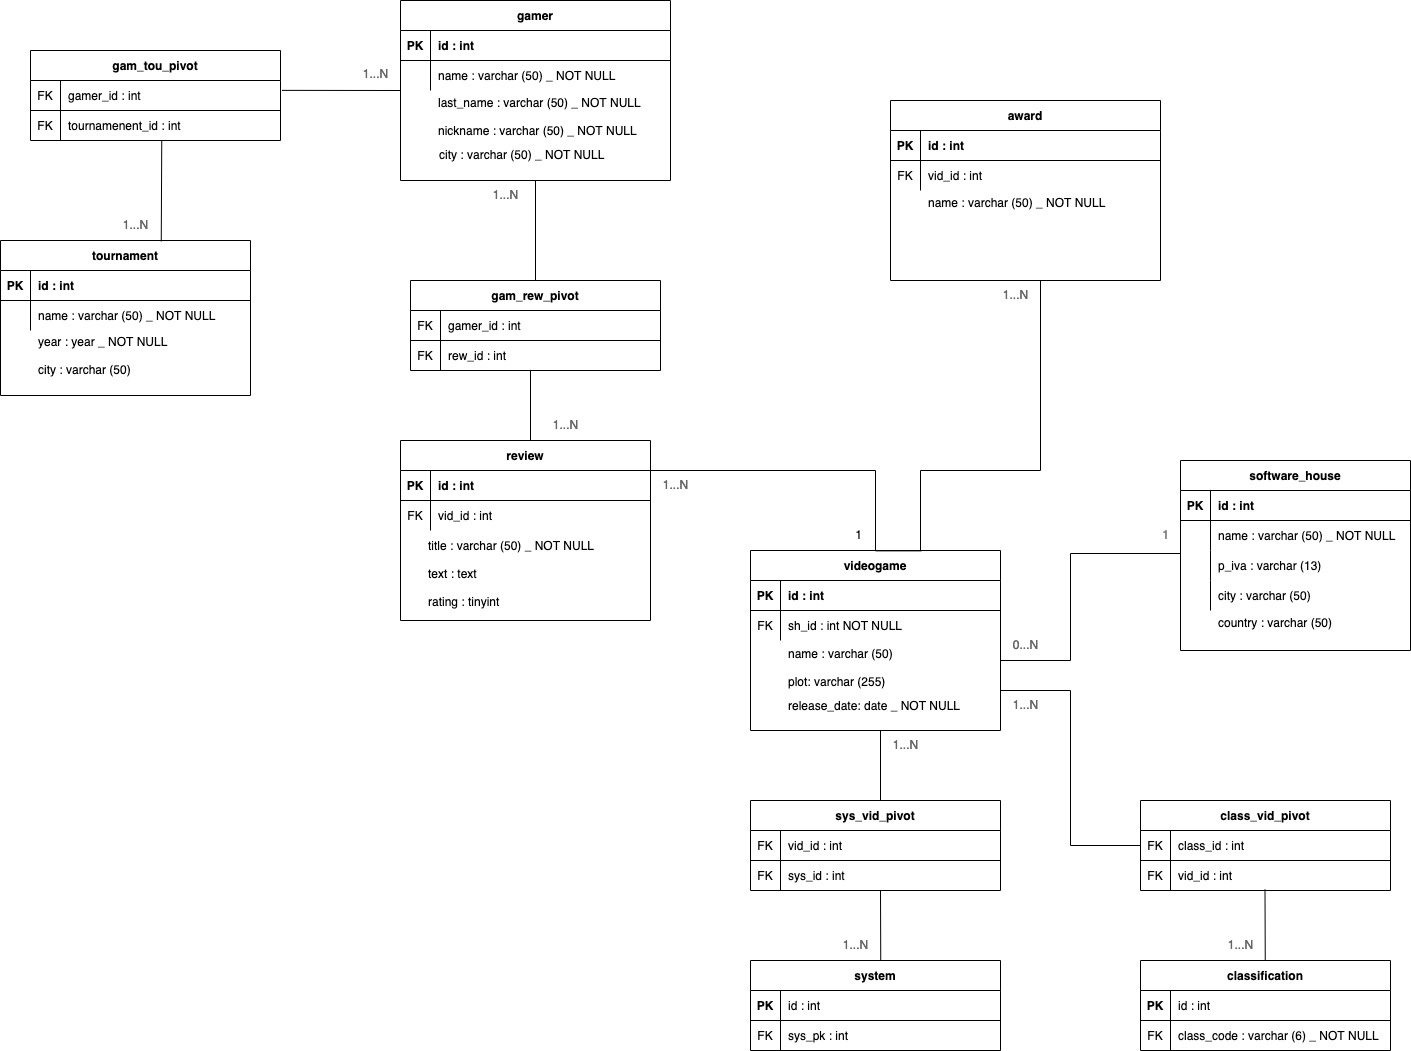 gamer
PK id : int
name : varchar (50) _ NOT NULL
last_name : varchar (50) _ NOT NULL
nickname : varchar (50) _ NOT NULL
city : varchar (50) _ NOT NULL
1...N
1...N
gam_tou_pivot
FK gamer_id : int
FK tournamenent_id : int
1...N
tournament
PK id : int
name : varchar (50) _ NOT NULL
year : year _ NOT NULL
city : varchar (50)
gam_rew_pivot
FK gamer_id : int
FK rew_id : int
1...N
review
PK id : int
FK vid_id : int
title : varchar (50) _ NOT NULL
text : text
rating : tinyint
1...N
award
PK id : int
FK vid_id : int
name : varchar (50) _ NOT NULL
1...N
1
videogame
PK id : int
FK sh_id : int NOT NULL
name : varchar (50)
plot: varchar (255)
release_date: date _ NOT NULL
0...N
1...N
1...N
software_house
PK id : int
name : varchar (50) _ NOT NULL
p_iva : varchar (13)
city : varchar (50)
country : varchar (50)
1
sys_vid_pivot
FK vid_id : int
FK sys_id : int
1...N
system
PK id : int
FK sys_pk : int
class_vid_pivot
FK class_id : int
FK vid_id : int
1...N
classification
PK id : int
FK class_code : varchar (6) _ NOT NULL